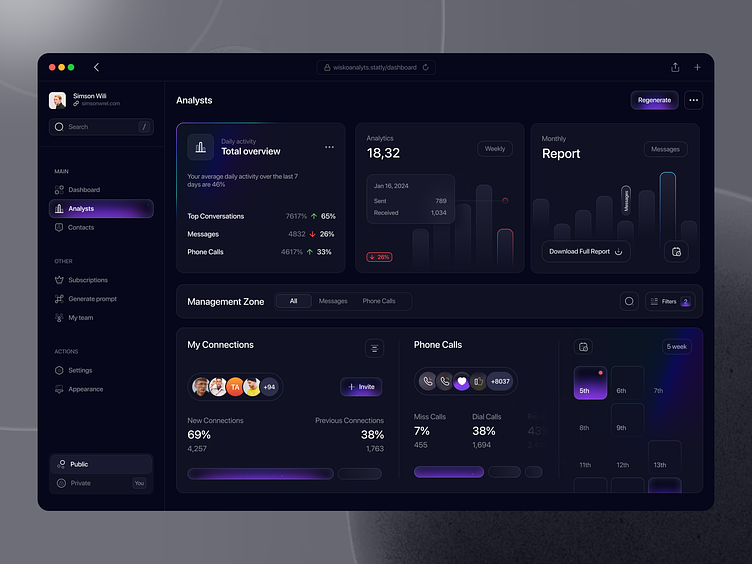 wiskoanalyts.statly/dashboard
Simson Wili
simsonwel.com
Search
/
MAIN
Dashboard
Analysts
Contacts
OTHER
Subscriptions
Generate prompt
My team
ACTIONS
Settings
Appearance
Public
Private
You
Analysts
Regenerate
Daily activity
Total overview
Your average daily activity over the last 7
days are 46%
Top Conversations 7617% 65%
Messages 4832 26%
Phone Calls 4617% 33%
Analytics
18,32
Weekly
Jan 16, 2024
Sent 789
Received 1,034
26%
Monthly
Report
Messages
Messages
Download Full Report
Management Zone
All
Messages
Phone Calls
Filters
2
My Connections
TA
+94
Invite
New Connections Previous Connections
69% 38%
4,257 1,763
Phone Calls
+8037
Miss Calls Dial Calls
7% 38%
455 1,694
5 week
5th 6th 7th
8th 9th
11th 12th 13th